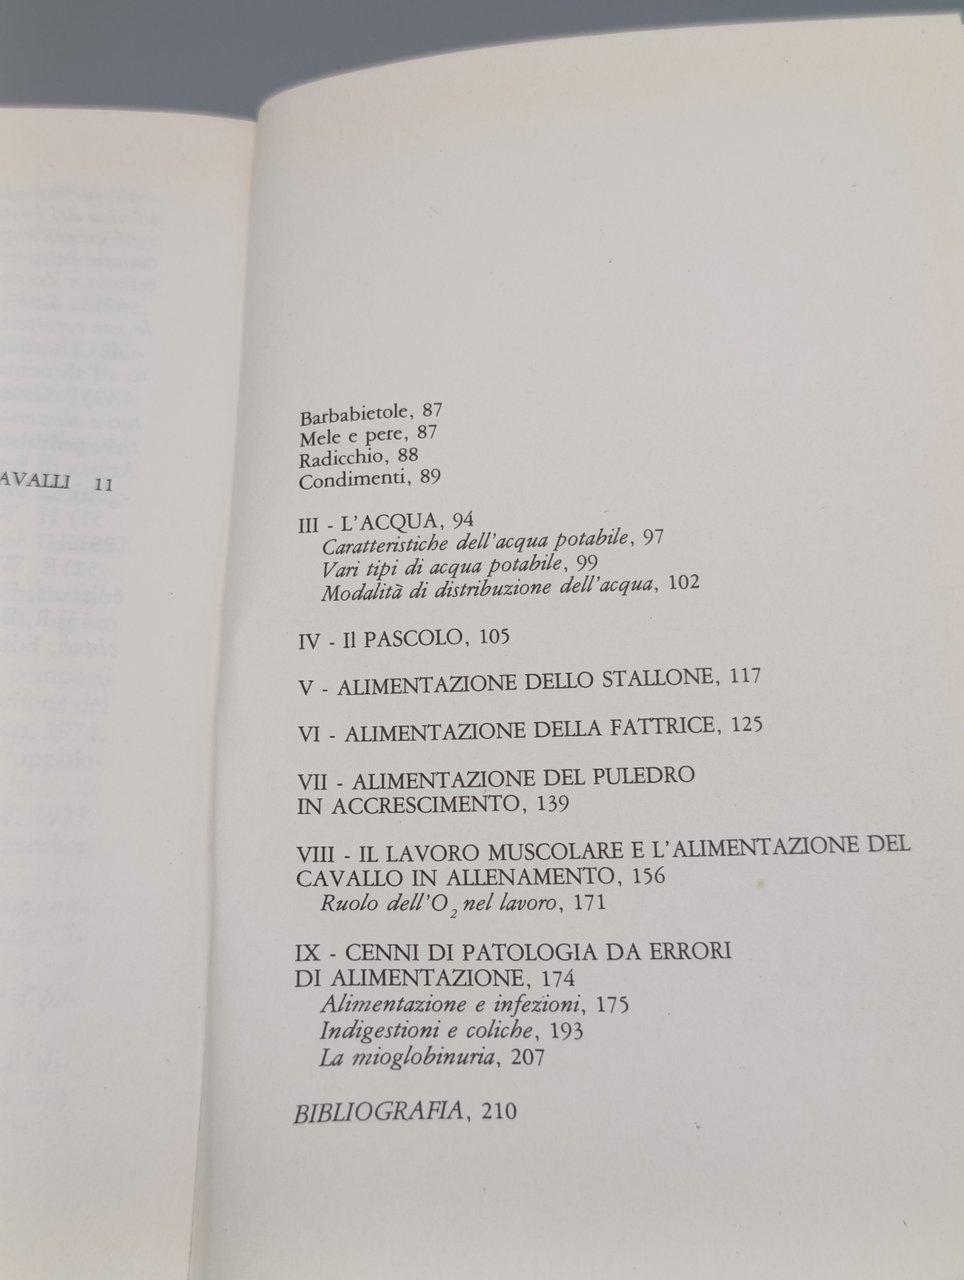 AVALLI 11
Barbabietole, 87
Mele e pere, 87
Radicchio, 88
Condimenti, 89
III - L'ACQUA, 94
Caratteristiche dell'acqua potabile, 97
Vari tipi di acqua potabile, 99
Modalità di distribuzione dell'acqua, 102
IV - Il PASCOLO, 105
V - ALIMENTAZIONE DELLO STALLONE, 117
VI - ALIMENTAZIONE DELLA FATTRICE, 125
VII - ALIMENTAZIONE DEL PULEDRO
IN ACCRESCIMENTO, 139
VIII - IL LAVORO MUSCOLARE E L'ALIMENTAZIONE DEL
CAVALLO IN ALLENAMENTO, 156
Ruolo dell'O₂ nel lavoro, 171
IX - CENNI DI PATOLOGIA DA ERRORI
DI ALIMENTAZIONE, 174
Alimentazione e infezioni, 175
Indigestioni e coliche, 193
La mioglobinuria, 207
BIBLIOGRAFIA, 210